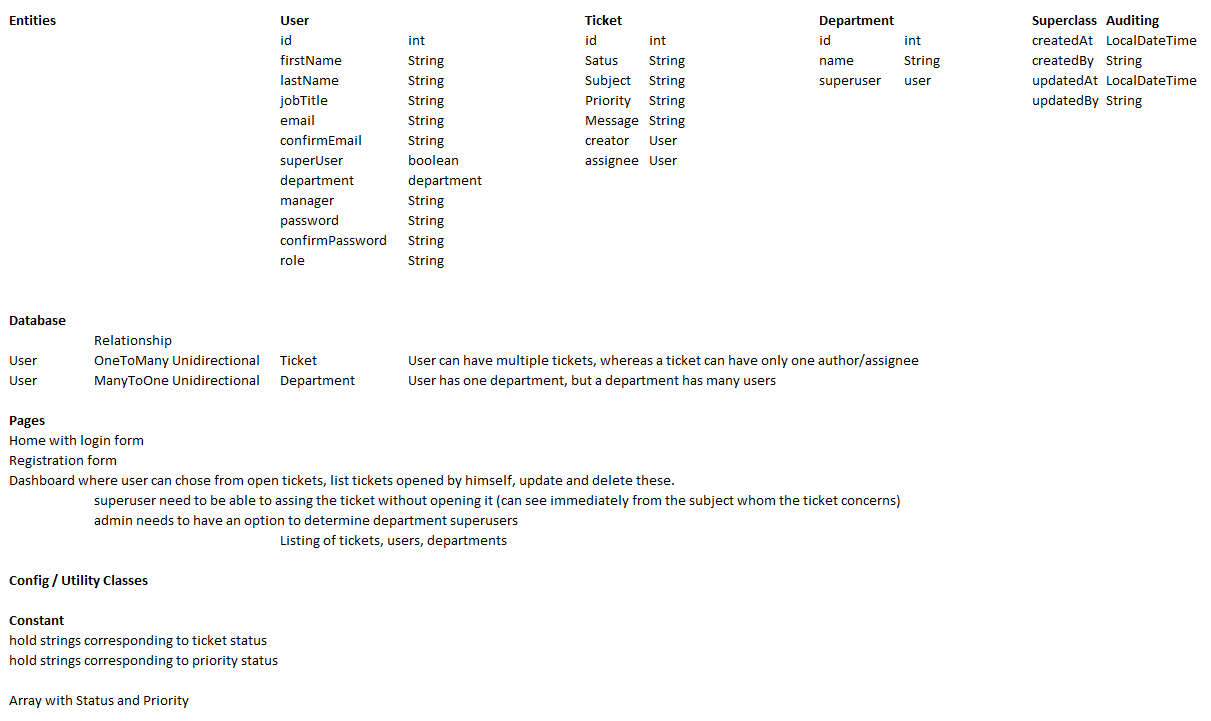 Entities User Ticket Department Superclass Auditing
id int id int id int createdAt LocalDateTime
firstName String Satus String name String createdBy String
lastName String Subject String superuser user updatedAt LocalDateTime
jobTitle String Priority String updatedBy String
email String Message String
confirmEmail String creator User
superUser boolean assignee User
department department
manager String
password String
confirmPassword String
role String
Database
Relationship
User OneToMany Unidirectional Ticket User can have multiple tickets, whereas a ticket can have only one author/assignee
User ManyToOne Unidirectional Department User has one department, but a department has many users
Pages
Home with login form
Registration form
Dashboard where user can chose from open tickets, list tickets opened by himself, update and delete these.
superuser need to be able to assing the ticket without opening it (can see immediately from the subject whom the ticket concerns)
admin needs to have an option to determine department superusers
Listing of tickets, users, departments
Config / Utility Classes
Constant
hold strings corresponding to ticket status
hold strings corresponding to priority status
Array with Status and Priority